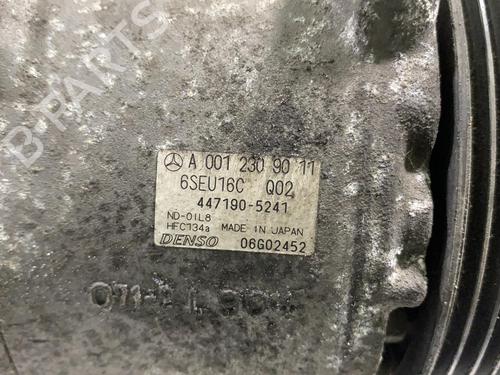 B-PARTS
A 001 230 90 11
6SEU16C Q02
447190-5241
ND-OIL8
HFC134a MADE IN JAPAN
DENSO 06G02452